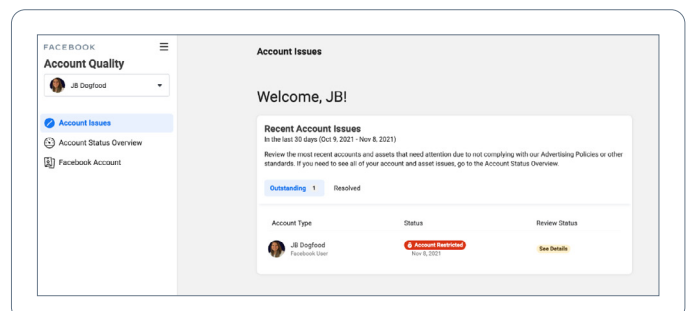 FACEBOOK
Account Quality
JB Dogfood
Account Issues
Account Status Overview
Facebook Account
Account Issues
Welcome, JB!
Recent Account Issues
In the last 30 days (Oct 9, 2021 - Nov 8, 2021)
Review the most recent accounts and assets that need attention due to not complying with our Advertising Policies or other
standards. If you need to see all of your account and asset issues, go to the Account Status Overview.
Outstanding 1 Resolved
Account Type Status Review Status
JB Dogfood Account Restricted See Details
Facebook User Nov 8, 2021